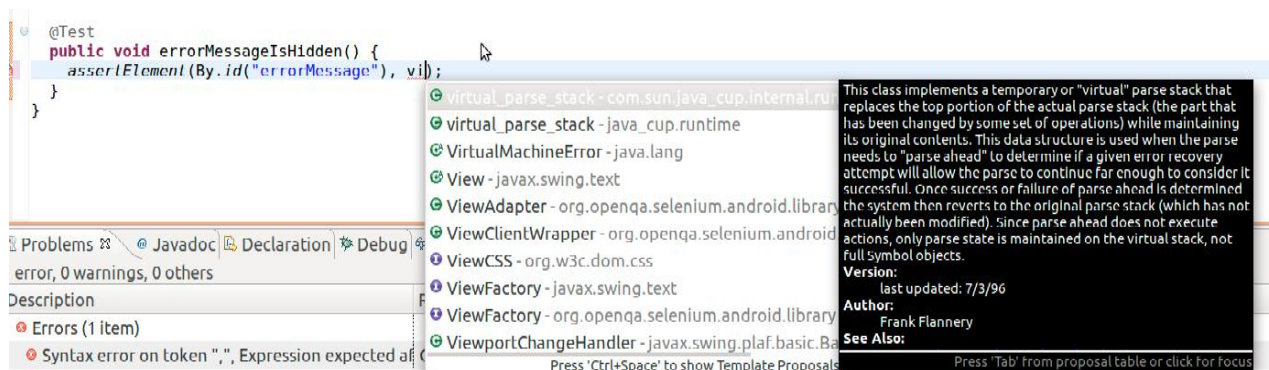 @Test
public void errorMessageIsHidden() {
assertElement(By.id("errorMessage"), vi);
}
}
virtual_parse_stack - com.sun.java_cup.internal.run
virtual_parse_stack - java_cup.runtime
VirtualMachineError - java.lang
View - javax.swing.text
ViewAdapter - org.openqa.selenium.android.library
ViewClientWrapper - org.openqa.selenium.android
ViewCSS - org.w3c.dom.css
ViewFactory - javax.swing.text
ViewFactory - org.openqa.selenium.android.library
ViewportChangeHandler - javax.swing.plaf.basic.Ba
Press 'Ctrl+Space' to show Template Proposals
This class implements a temporary or "virtual" parse stack that
replaces the top portion of the actual parse stack (the part that
has been changed by some set of operations) while maintaining
its original contents. This data structure is used when the parse
needs to "parse ahead" to determine if a given error recovery
attempt will allow the parse to continue far enough to consider it
successful. Once success or failure of parse ahead is determined
the system then reverts to the original parse stack (which has not
actually been modified). Since parse ahead does not execute
actions, only parse state is maintained on the virtual stack, not
full Symbol objects.
Version:
last updated: 7/3/96
Author:
Frank Flannery
See Also:
Press 'Tab' from proposal table or click for focus
Problems Javadoc Declaration Debug
error, 0 warnings, 0 others
Description
Errors (1 item)
Syntax error on token ",", Expression expected af